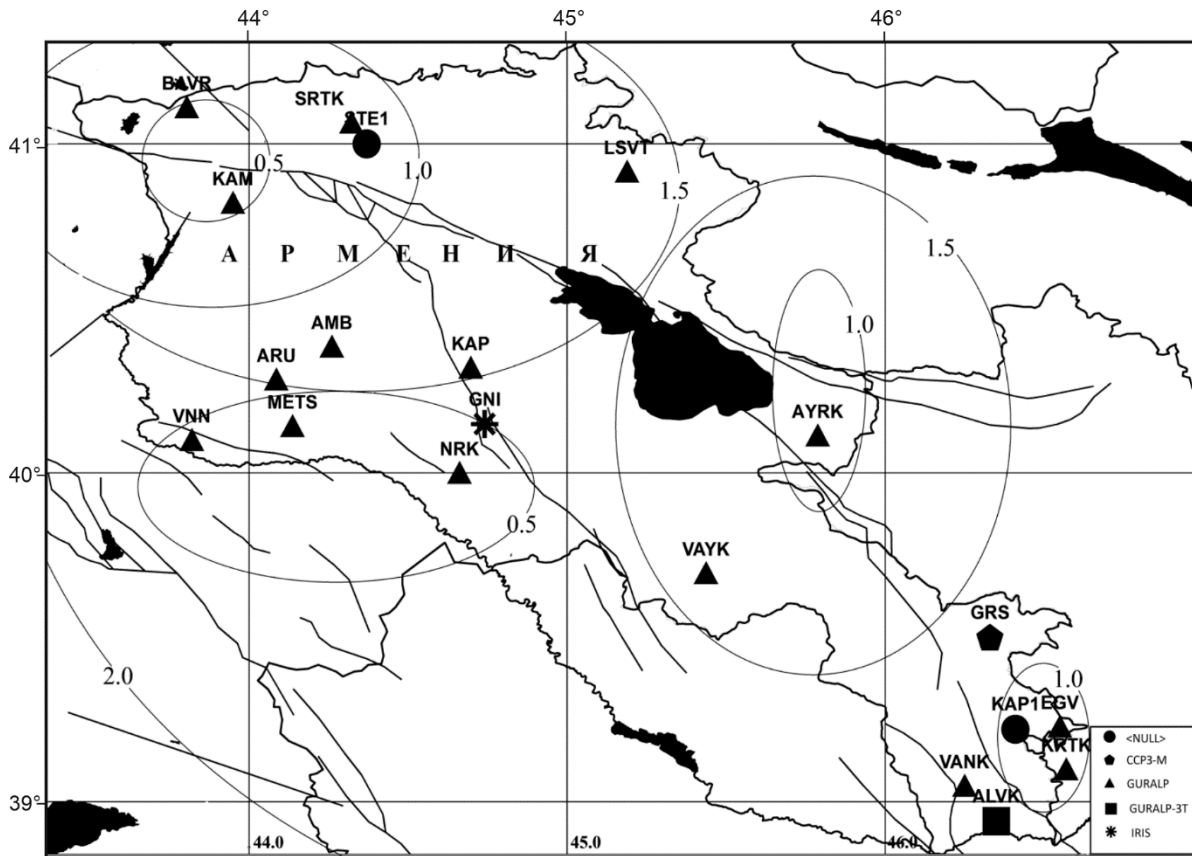 44° 45° 46°
BAVR
SRTK
STE1
41°
LSVT
0.5
1.0
KAM
1.5
А Р М Е Н И Я
1.5
AMB
1.0
KAP
ARU
GNI
METS
AYRK
VNN
NRK
40°
0.5
VAYK
GRS
2.0
1.0
KAP1
EGV
KRTK
<NULL>
VANK
CCP3-M
ALVK
GURALP
39°
GURALP-3T
IRIS
44.0 45.0 46.0